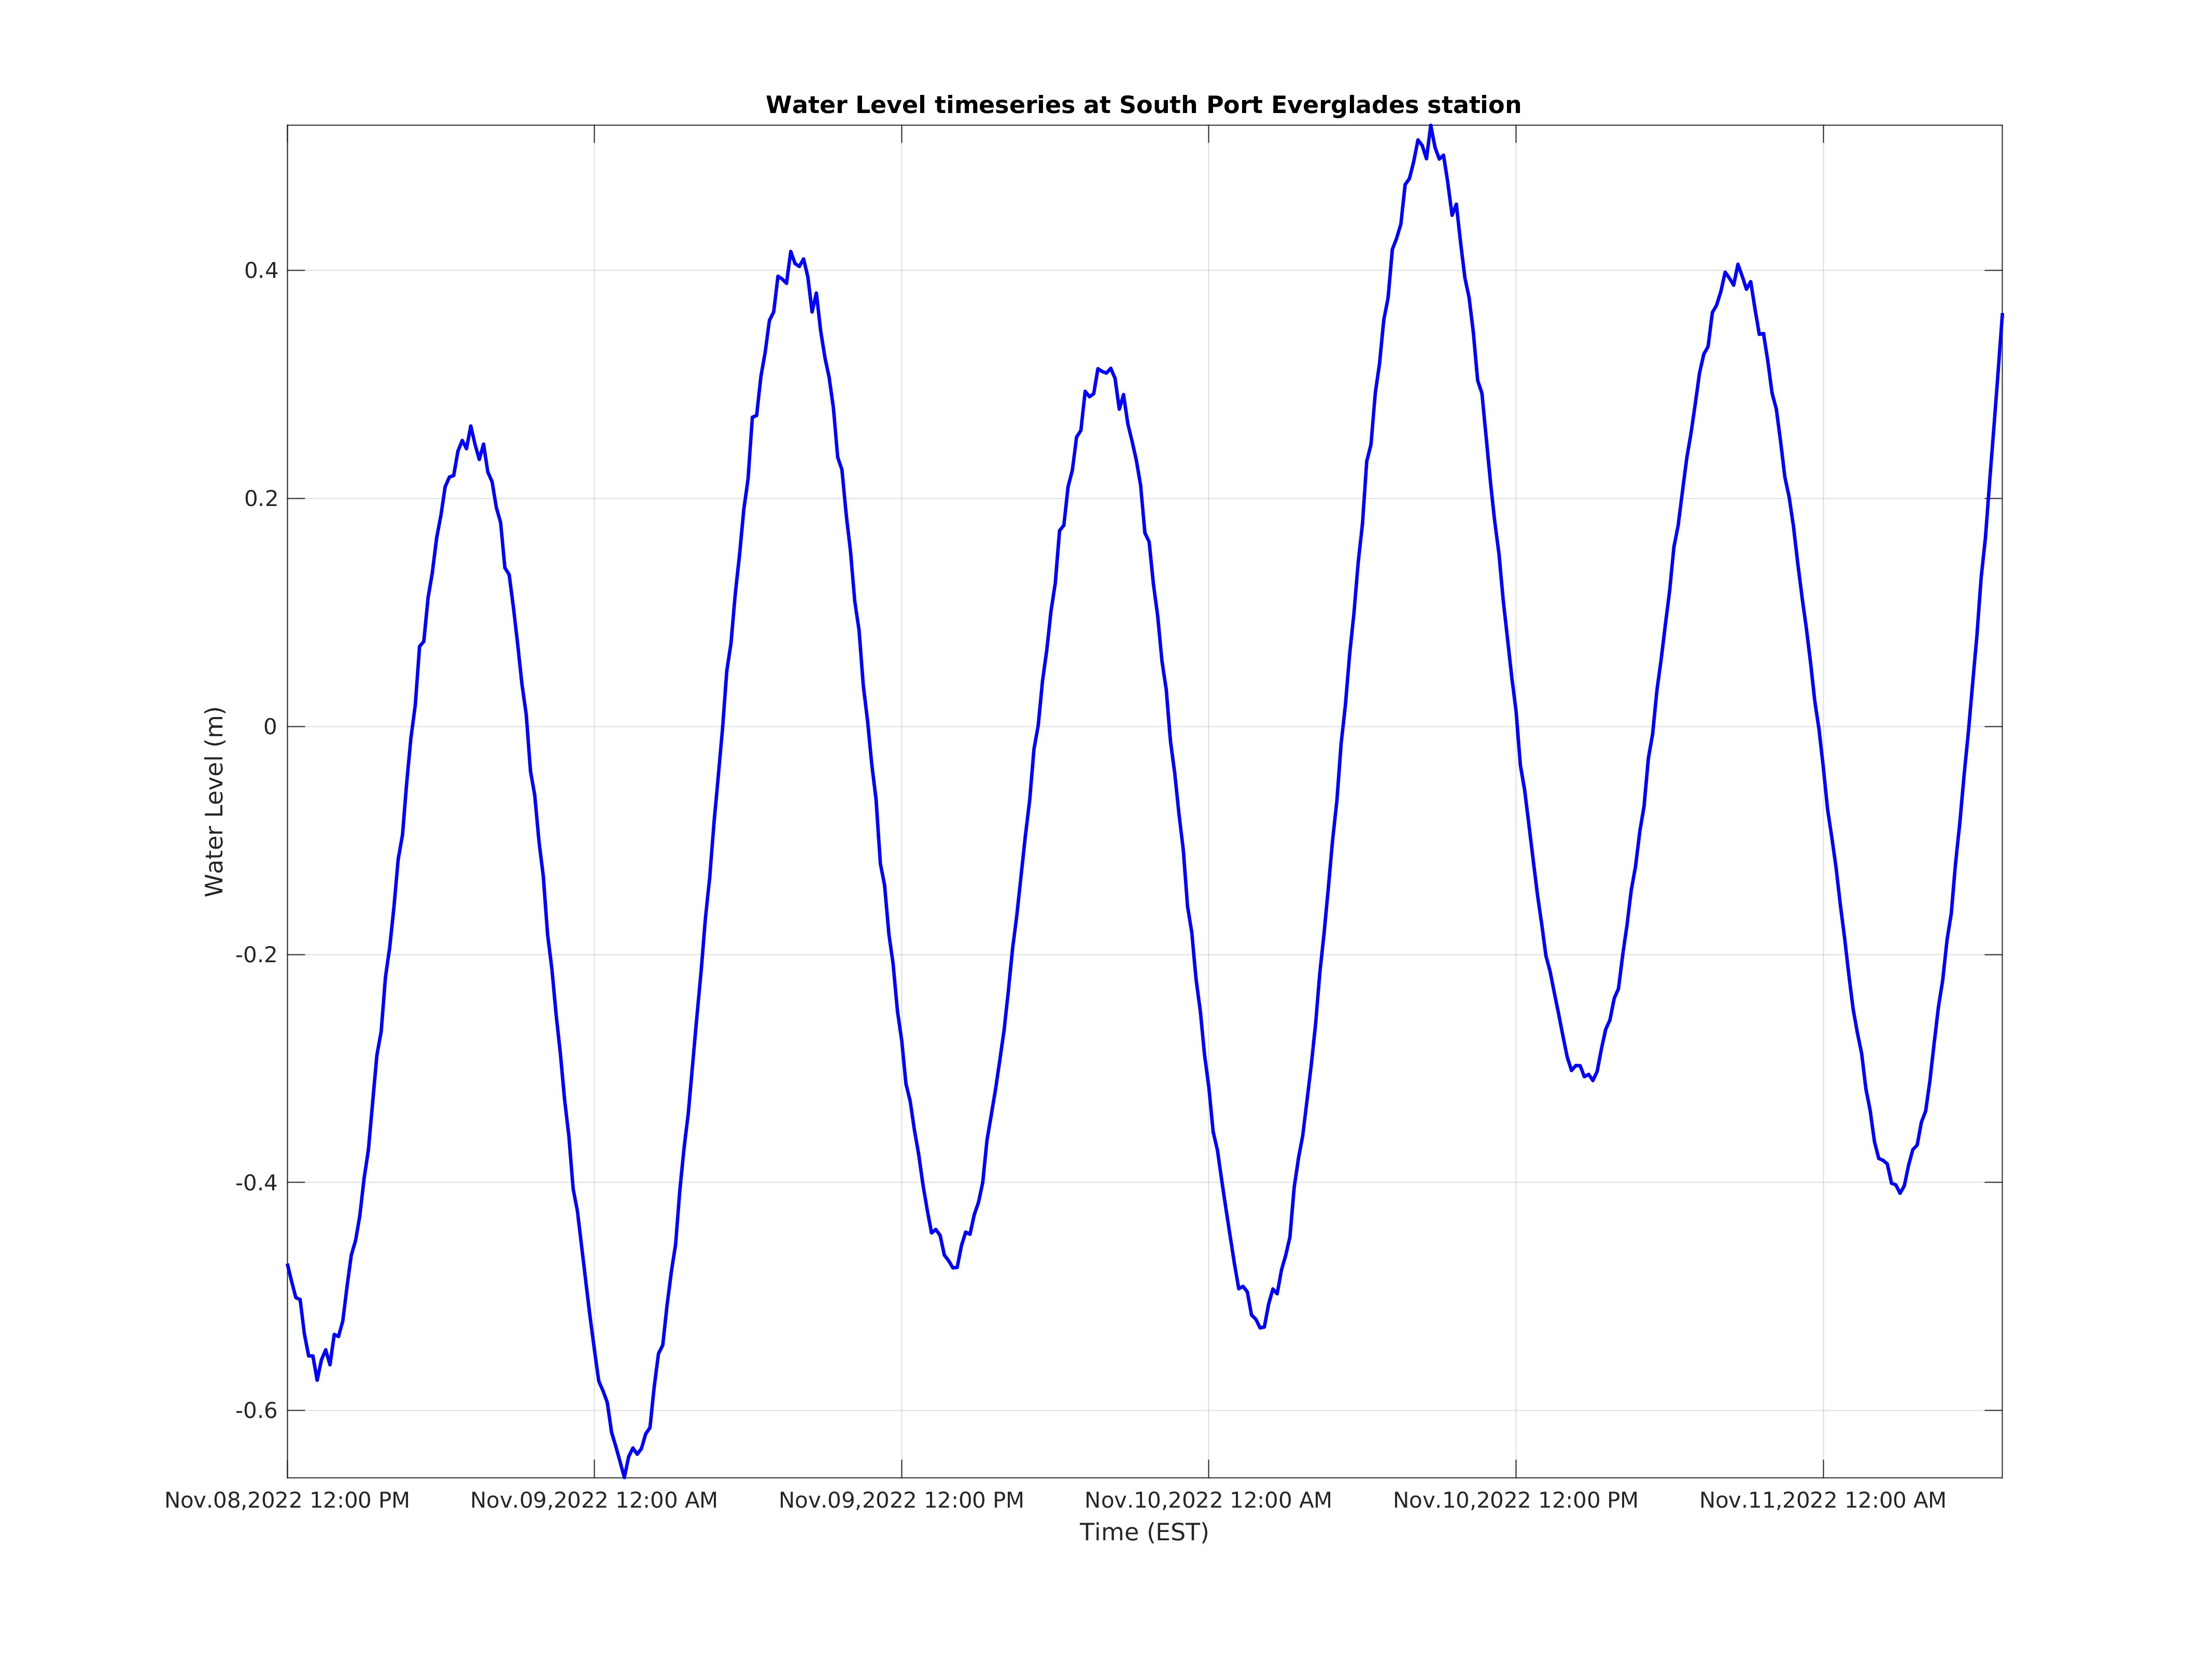 Water Level timeseries at South Port Everglades station
0.4
0.2
0
-0.2
-0.4
-0.6
Water Level (m)
Nov.08,2022 12:00 PM
Nov.09,2022 12:00 AM
Nov.09,2022 12:00 PM
Nov.10,2022 12:00 AM
Nov.10,2022 12:00 PM
Nov.11,2022 12:00 AM
Time (EST)